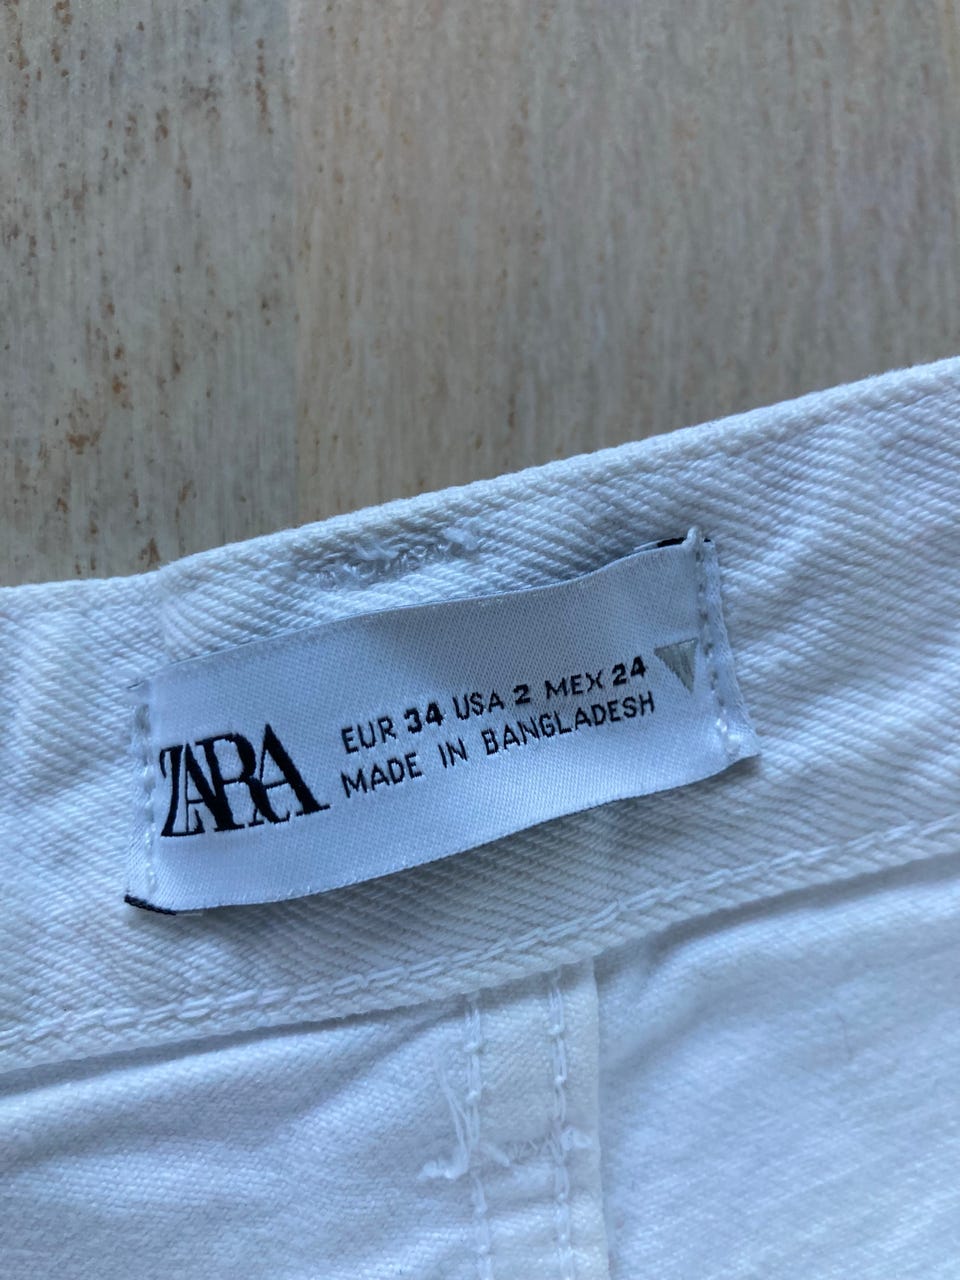 ZARA
EUR 34 USA 2 MEX 24
MADE IN BANGLADESH